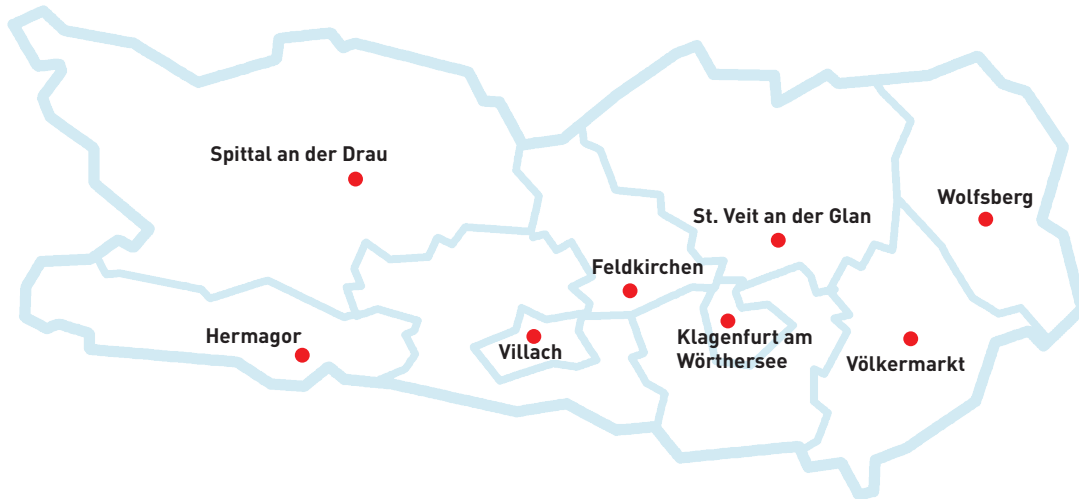 Spittal an der Drau
Wolfsberg
St. Veit an der Glan
Feldkirchen
Hermagor
Villach
Klagenfurt am
Wörthersee
Völkermarkt